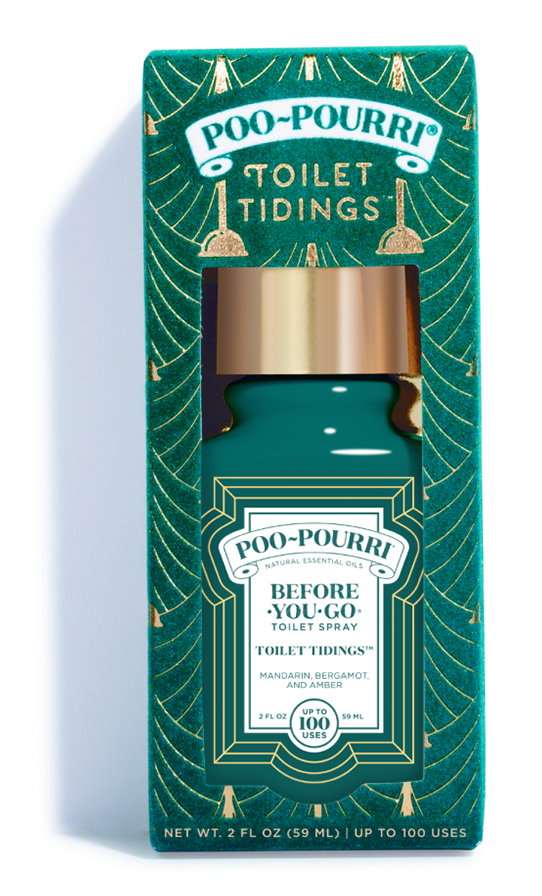 POO~POURRI®
TOILET
TIDINGS™
POO~POURRI®
NATURAL ESSENTIAL OILS
BEFORE
·YOU·GO®
TOILET SPRAY
TOILET TIDINGS™
MANDARIN, BERGAMOT,
AND AMBER
2 FL OZ
UP TO
100
USES
59 ML
NET WT. 2 FL OZ (59 ML) | UP TO 100 USES